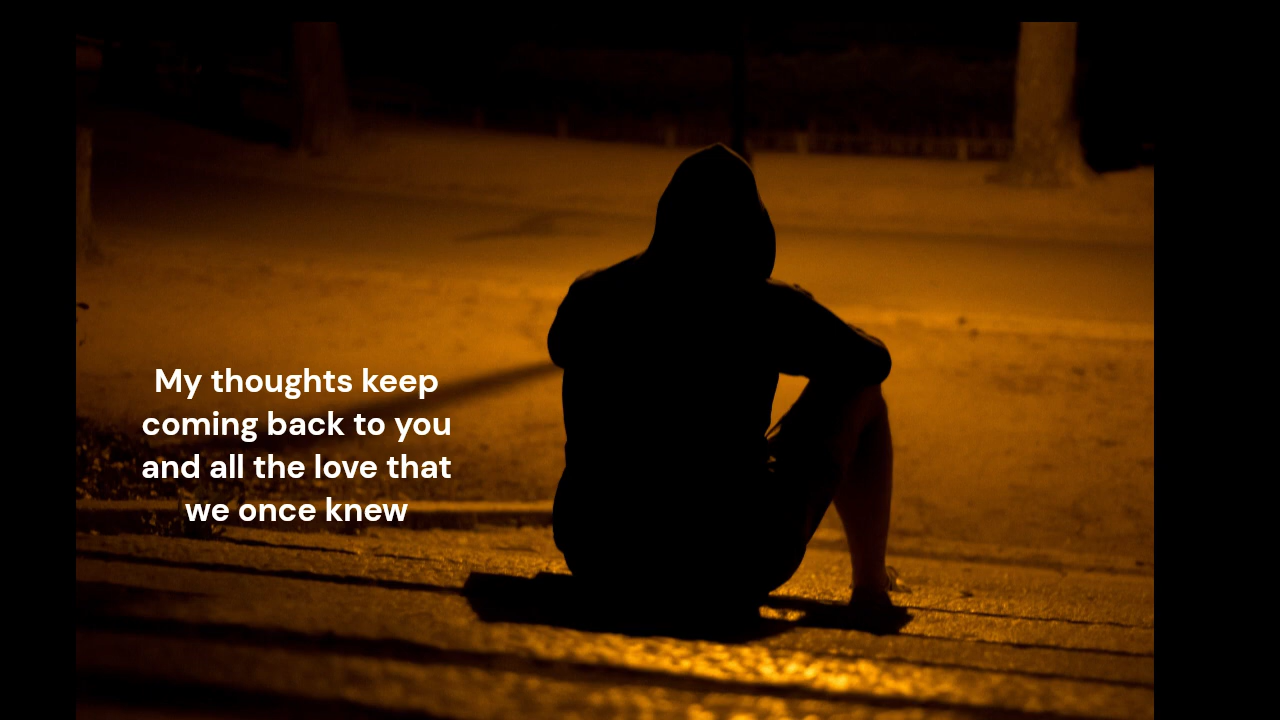 My thoughts keep
coming back to you
and all the love that
we once knew